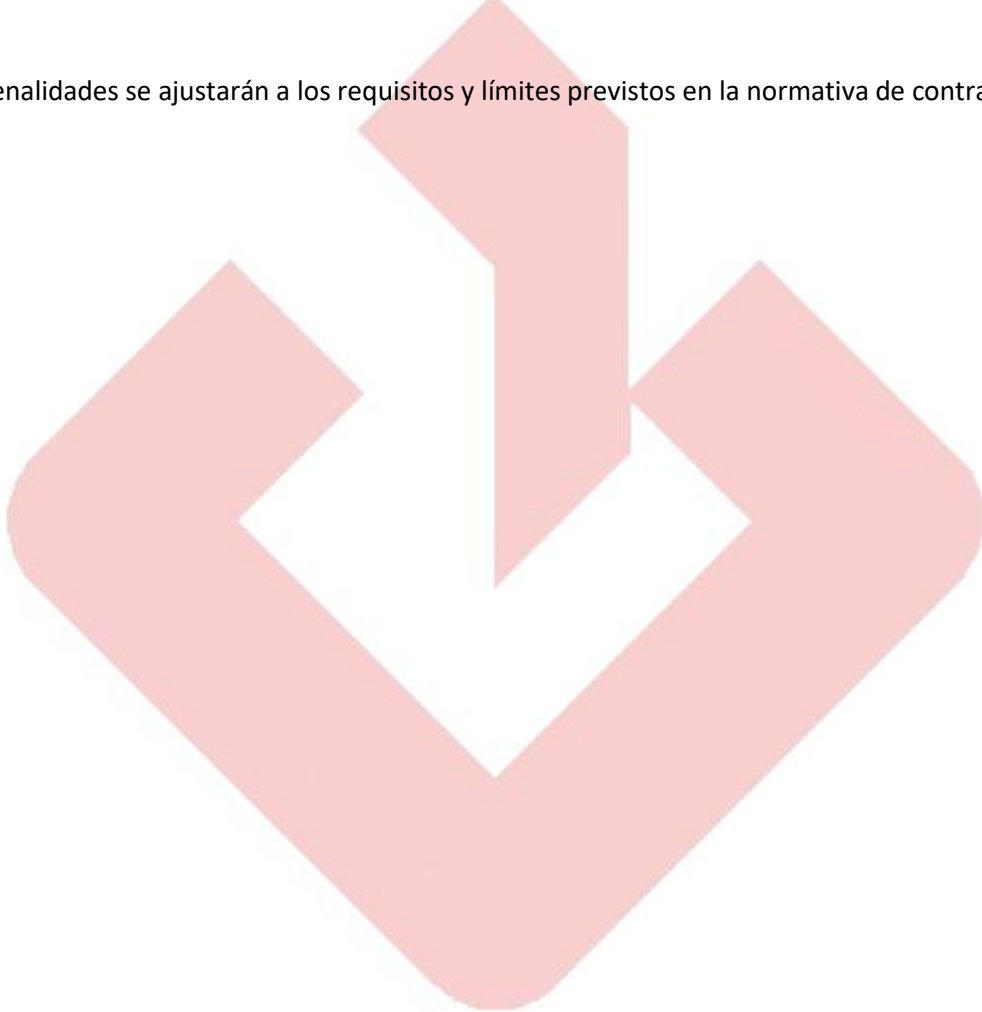 enalidades se ajustarán a los requisitos y límites previstos en la normativa de contra